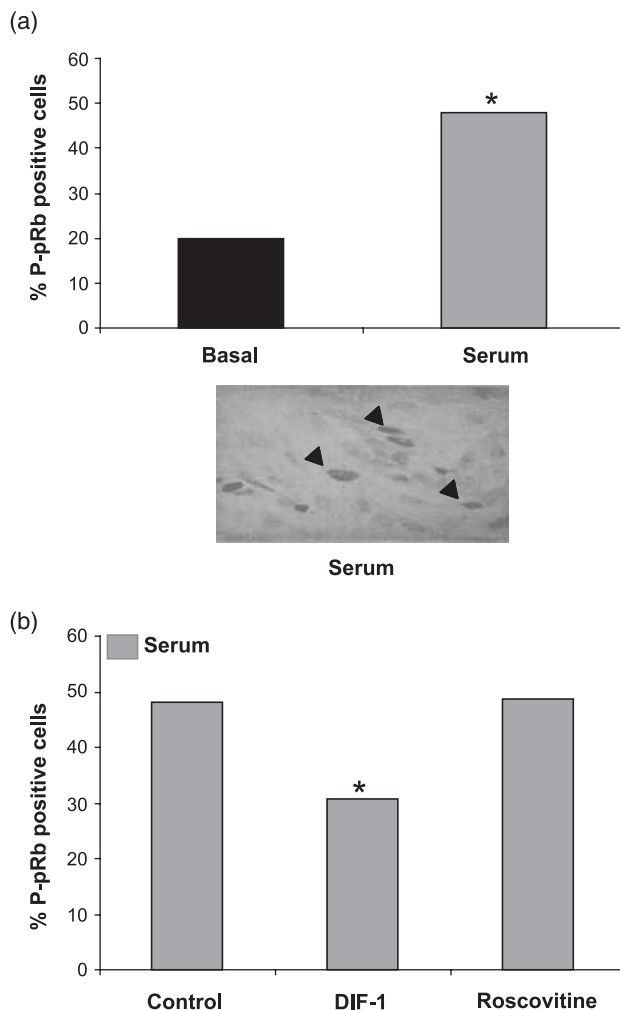 (a)
% P-pRb positive cells
60
50
40
30
20
10
0
*
Basal Serum
Serum
(b)
% P-pRb positive cells
60
50
40
30
20
10
0
Serum
*
Control DIF-1 Roscovitine